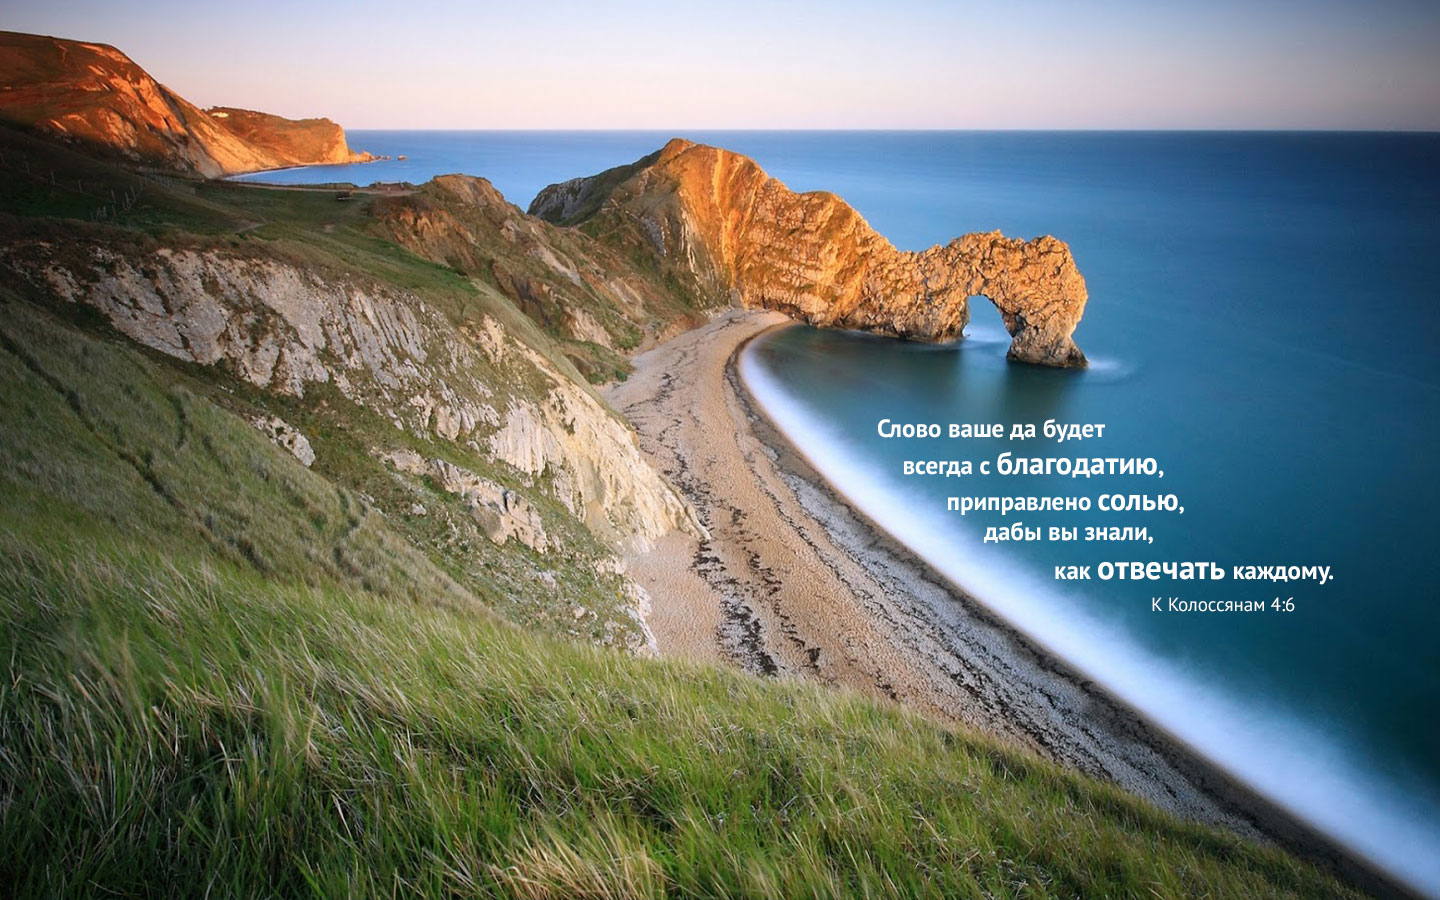 Слово ваше да будет
всегда с благодатию,
приправлено солью,
дабы вы знали,
как отвечать каждому.
К Колоссянам 4:6